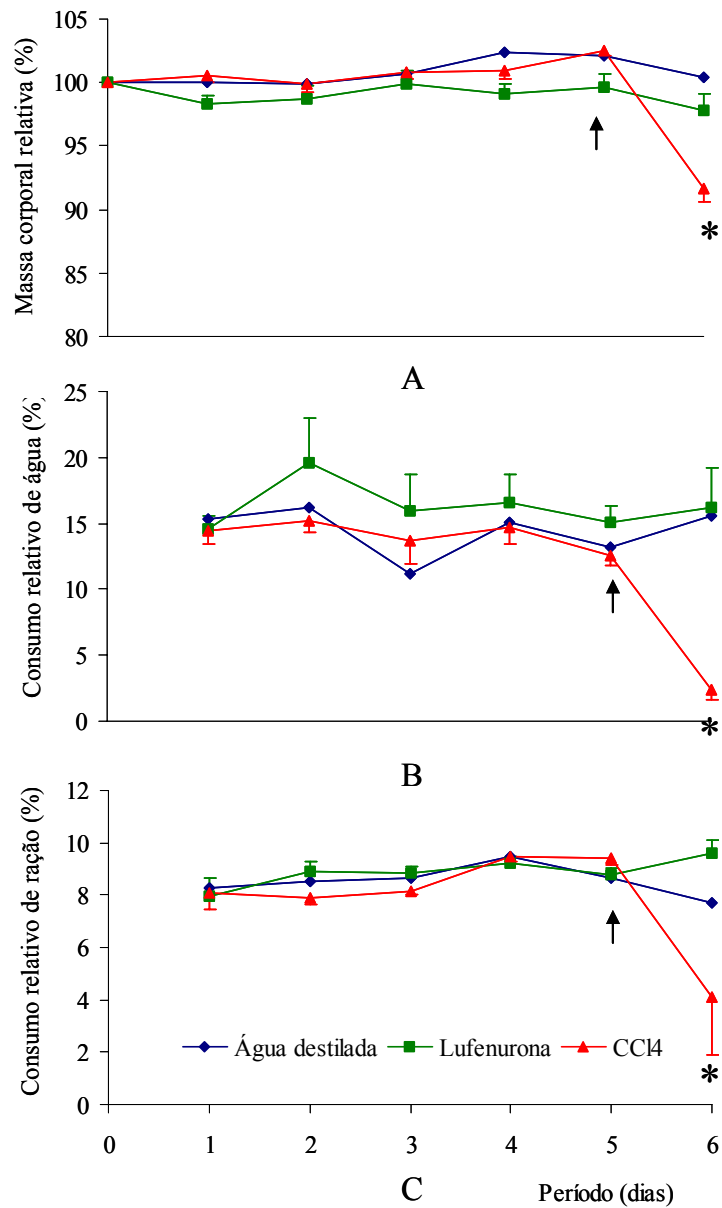 Massa corporal relativa (%)
105
100
95
90
85
80
*
A
Consumo relativo de água (%)
25
20
15
10
5
0
*
B
Consumo relativo de ração (%)
12
10
8
6
4
2
0
Água destilada Lufenurona CCl4
*
0 1 2 3 4 5 6
C Período (dias)